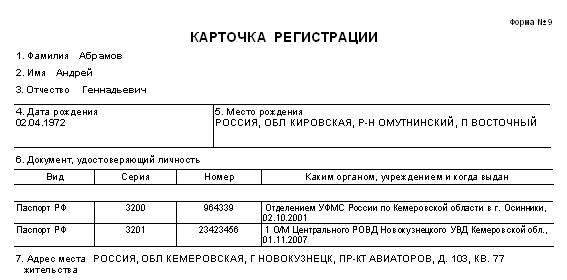 Форма № 9
КАРТОЧКА РЕГИСТРАЦИИ
1. Фамилия Абрамов
2. Имя Андрей
3. Отчество Геннадьевич
4. Дата рождения 5. Место рождения
02.04.1972 РОССИЯ, ОБЛ КИРОВСКАЯ, Р-Н ОМУТНИНСКИЙ, П ВОСТОЧНЫЙ
6. Документ, удостоверяющий личность
Вид Серия Номер Каким органом, учреждением и когда выдан
Паспорт РФ 3200 964339 Отделением УФМС России по Кемеровской области в г. Осинники,
02.10.2001
Паспорт РФ 3201 23423456 1 О/М Центрального РОВД Новокузнецкого УВД Кемеровской обл.,
01.11.2007
7. Адрес места РОССИЯ, ОБЛ КЕМЕРОВСКАЯ, Г НОВОКУЗНЕЦК, ПР-КТ АВИАТОРОВ, Д. 103, КВ. 77
жительства